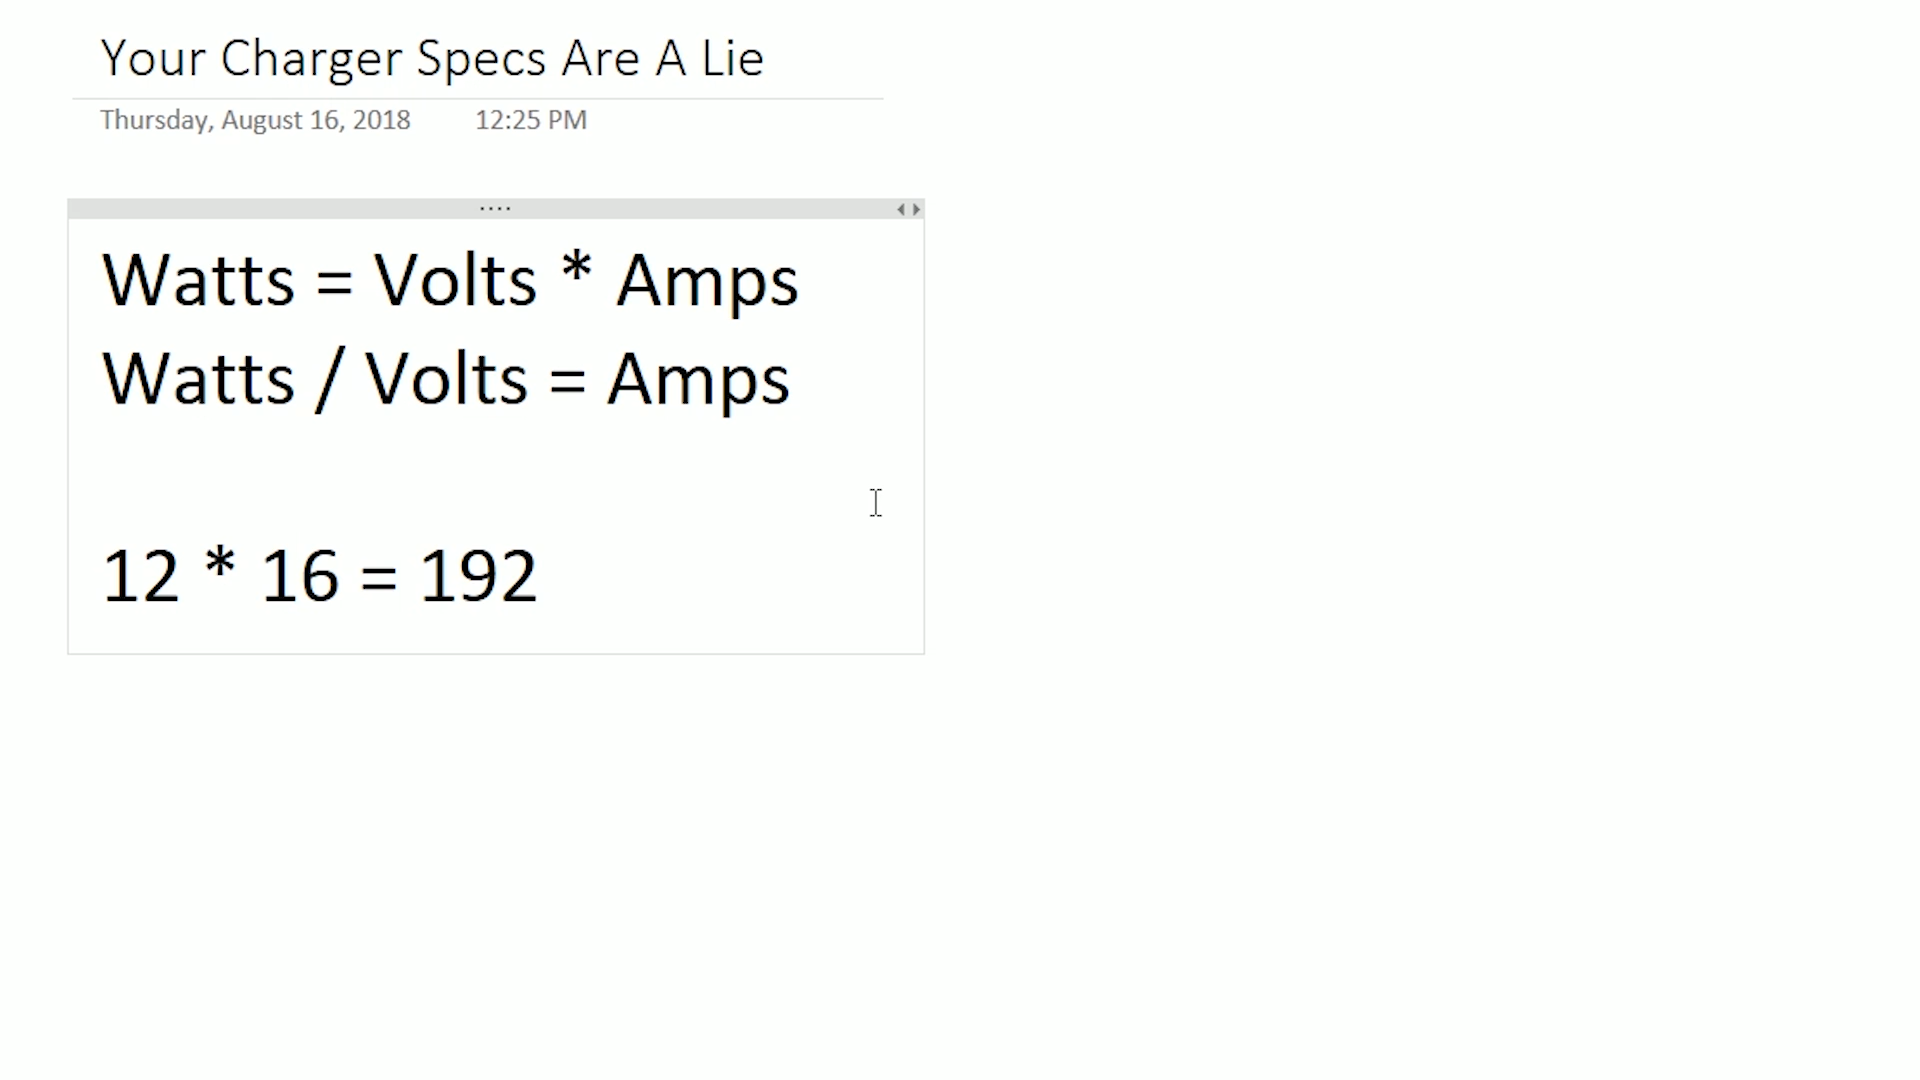 Your Charger Specs Are A Lie
Thursday, August 16, 2018 12:25 PM
Watts = Volts * Amps
Watts / Volts = Amps
12 * 16 = 192